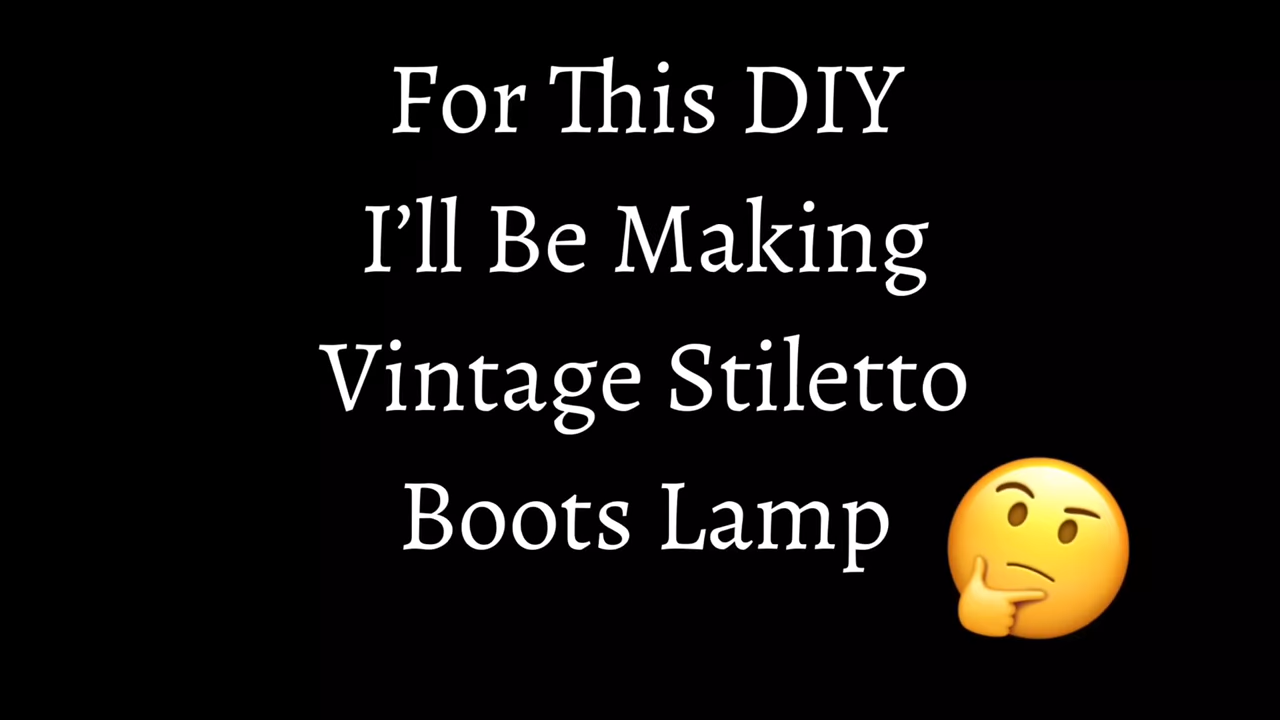 For This DIY
I’ll Be Making
Vintage Stiletto
Boots Lamp